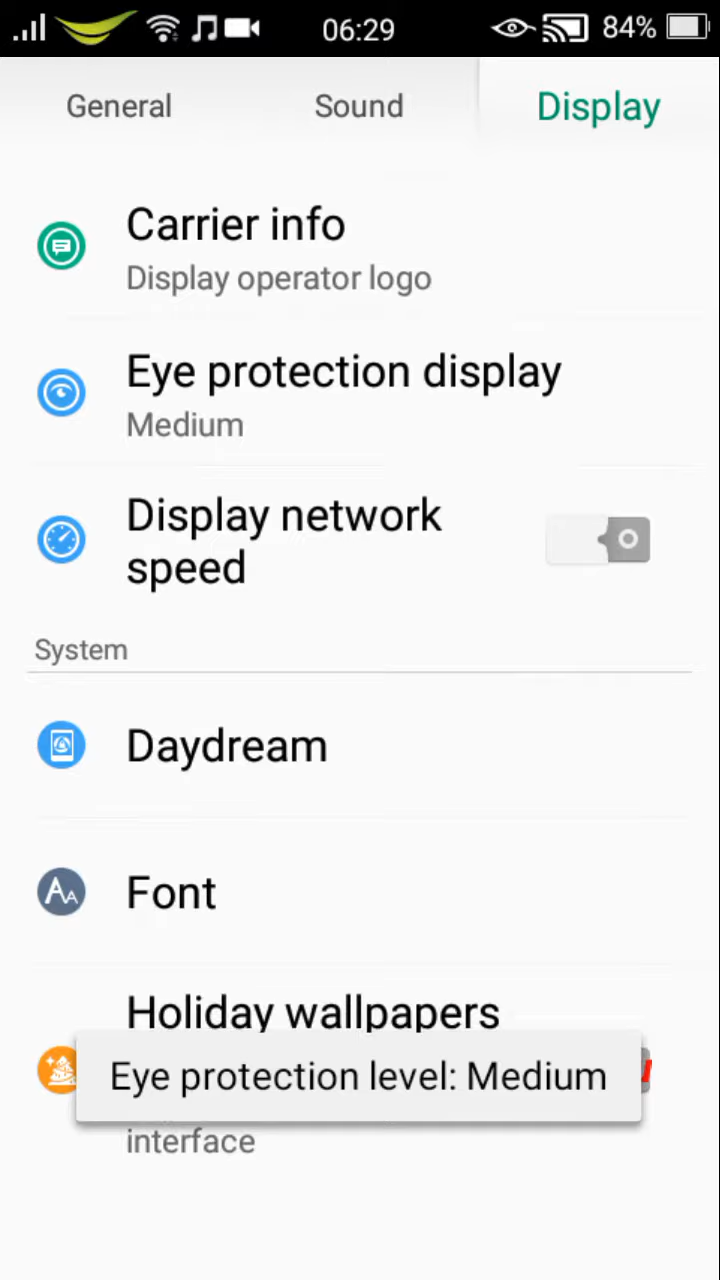 06:29 84%
General Sound Display
Carrier info
Display operator logo
Eye protection display
Medium
Display network
speed
System
Daydream
Font
Holiday wallpapers
Eye protection level: Medium
interface